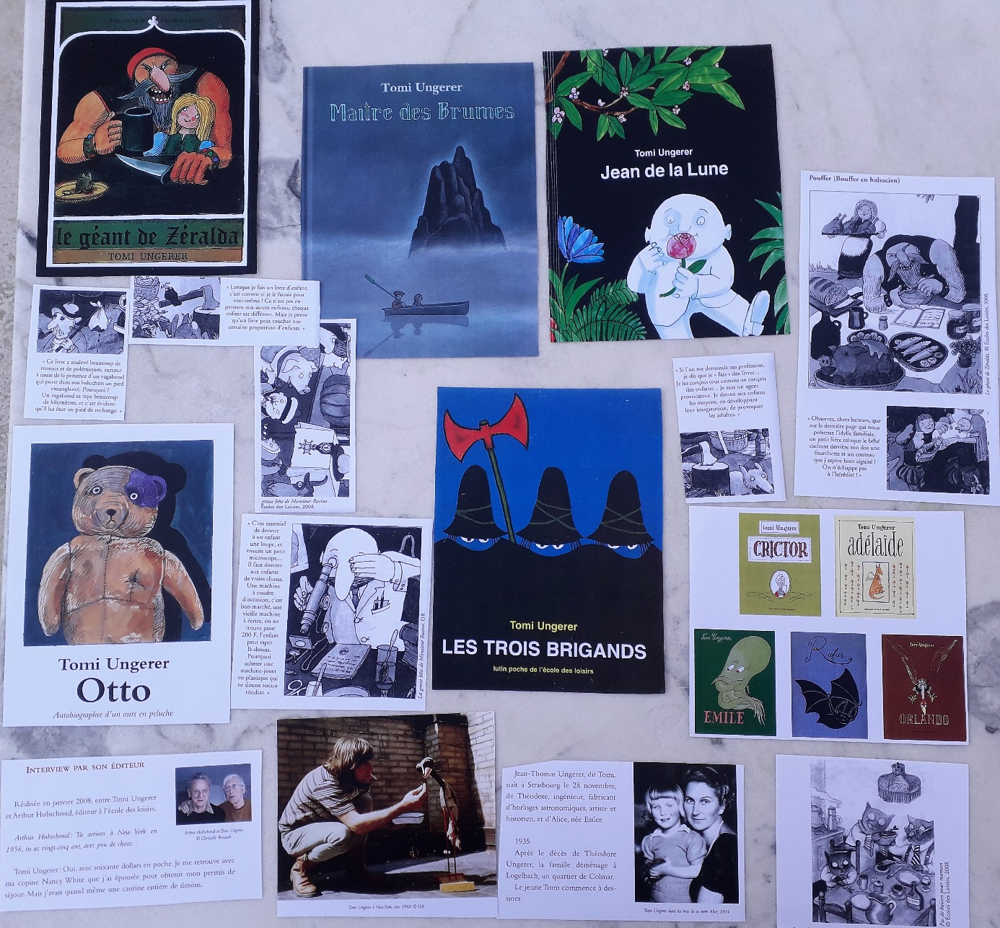 lutin poche de l'école des loisirs
le géant de Zéralda
TOMI UNGERER
Tomi Ungerer
Maître des Brumes
Tomi Ungerer
Jean de la Lune
Pouffer (Bouffer en halsacien)
Le géant de Zéralda. © Écoles des Loisirs, 2008.
« Observez, chers lecteurs, que
sur la dernière page qui nous
présente l'idylle familiale,
un petit frère reluque le bébé
cachant derrière son dos une
fourchette et un couteau
que j'espère bien aiguisé !
On n'échappe pas
à l'hérédité ! »
« Lorsque je fais un livre d'enfant,
c'est comme si je le faisais pour
moi-même ! Ce n'est pas en
pensant aux autres enfants, chaque
enfant est différent. Mais je pense
qu'un livre peut toucher une
certaine proportion d'enfants. »
« Ce livre a soulevé beaucoup de
remous et de polémiques, surtout
à cause de la présence d'un vagabond
qui porte dans son baluchon un pied
ensanglanté. Pourquoi ?
Un vagabond se tape beaucoup
de kilomètres, et c'est évident
qu'il lui faut un pied de rechange. »
grosse bête de Monsieur Racine
Écoles des Loisirs, 2008.
« Si l'on me demande ma profession,
je dis que je « fais » des livres...
Je les conçois tout comme on conçoit
des enfants... Je suis un agent
provocateur. Je donne aux enfants
les moyens, en développant
leur imagination, de provoquer
les adultes. »
Tomi Ungerer
Otto
Autobiographie d'un ours en peluche
« C'est essentiel
de donner
à un enfant
une loupe, et
ensuite un petit
microscope...
Il faut donner
aux enfants
de vraies choses.
Une machine
à coudre
d'occasion, c'est
bon marché, une
vieille machine
à écrire, on en
trouve pour
200 F, l'enfant
peut taper
là-dessus.
Pourquoi
acheter une
machine-jouet
en plastique qui
ne donne aucun
résultat. »
La grosse bête de Monsieur Racine. DR
Tomi Ungerer
LES TROIS BRIGANDS
lutin poche de l'école des loisirs
tomi Ungerer
CRICTOR
Tomi Ungerer
adélaïde
Tomi Ungerer
EMILE
Rufus
Tomi Ungerer
ORLANDO
INTERVIEW PAR SON ÉDITEUR
Réalisée en janvier 2008, entre Tomi Ungerer
et Arthur Hubschmid, éditeur à l'école des loisirs.
Arthur Hubschmid : Tu arrives à New York en
1956, tu as vingt-cinq ans, avec peu de chose...
Tomi Ungerer : Oui, avec soixante dollars en poche. Je me retrouve avec
ma copine Nancy White que j'ai épousée pour obtenir mon permis de
séjour. Mais j'avais quand même une cantine entière de dessins.
Arthur Hubschmid et Tomi Ungerer
© Christelle Renault
Tomi Ungerer à New York, vers 1960. © DR
Jean-Thomas Ungerer, dit Tomi,
naît à Strasbourg le 28 novembre,
de Théodore, ingénieur, fabricant
d'horloges astronomiques, artiste et
historien, et d'Alice, née Essler.
1935
Après le décès de Théodore
Ungerer, la famille déménage à
Logelbach, un quartier de Colmar.
Le jeune Tomi commence à des-
siner.
Tomi Ungerer dans les bras de sa mère Alice, 1934.
Pas de baisers pour maman
© Écoles des Loisirs, 2008.